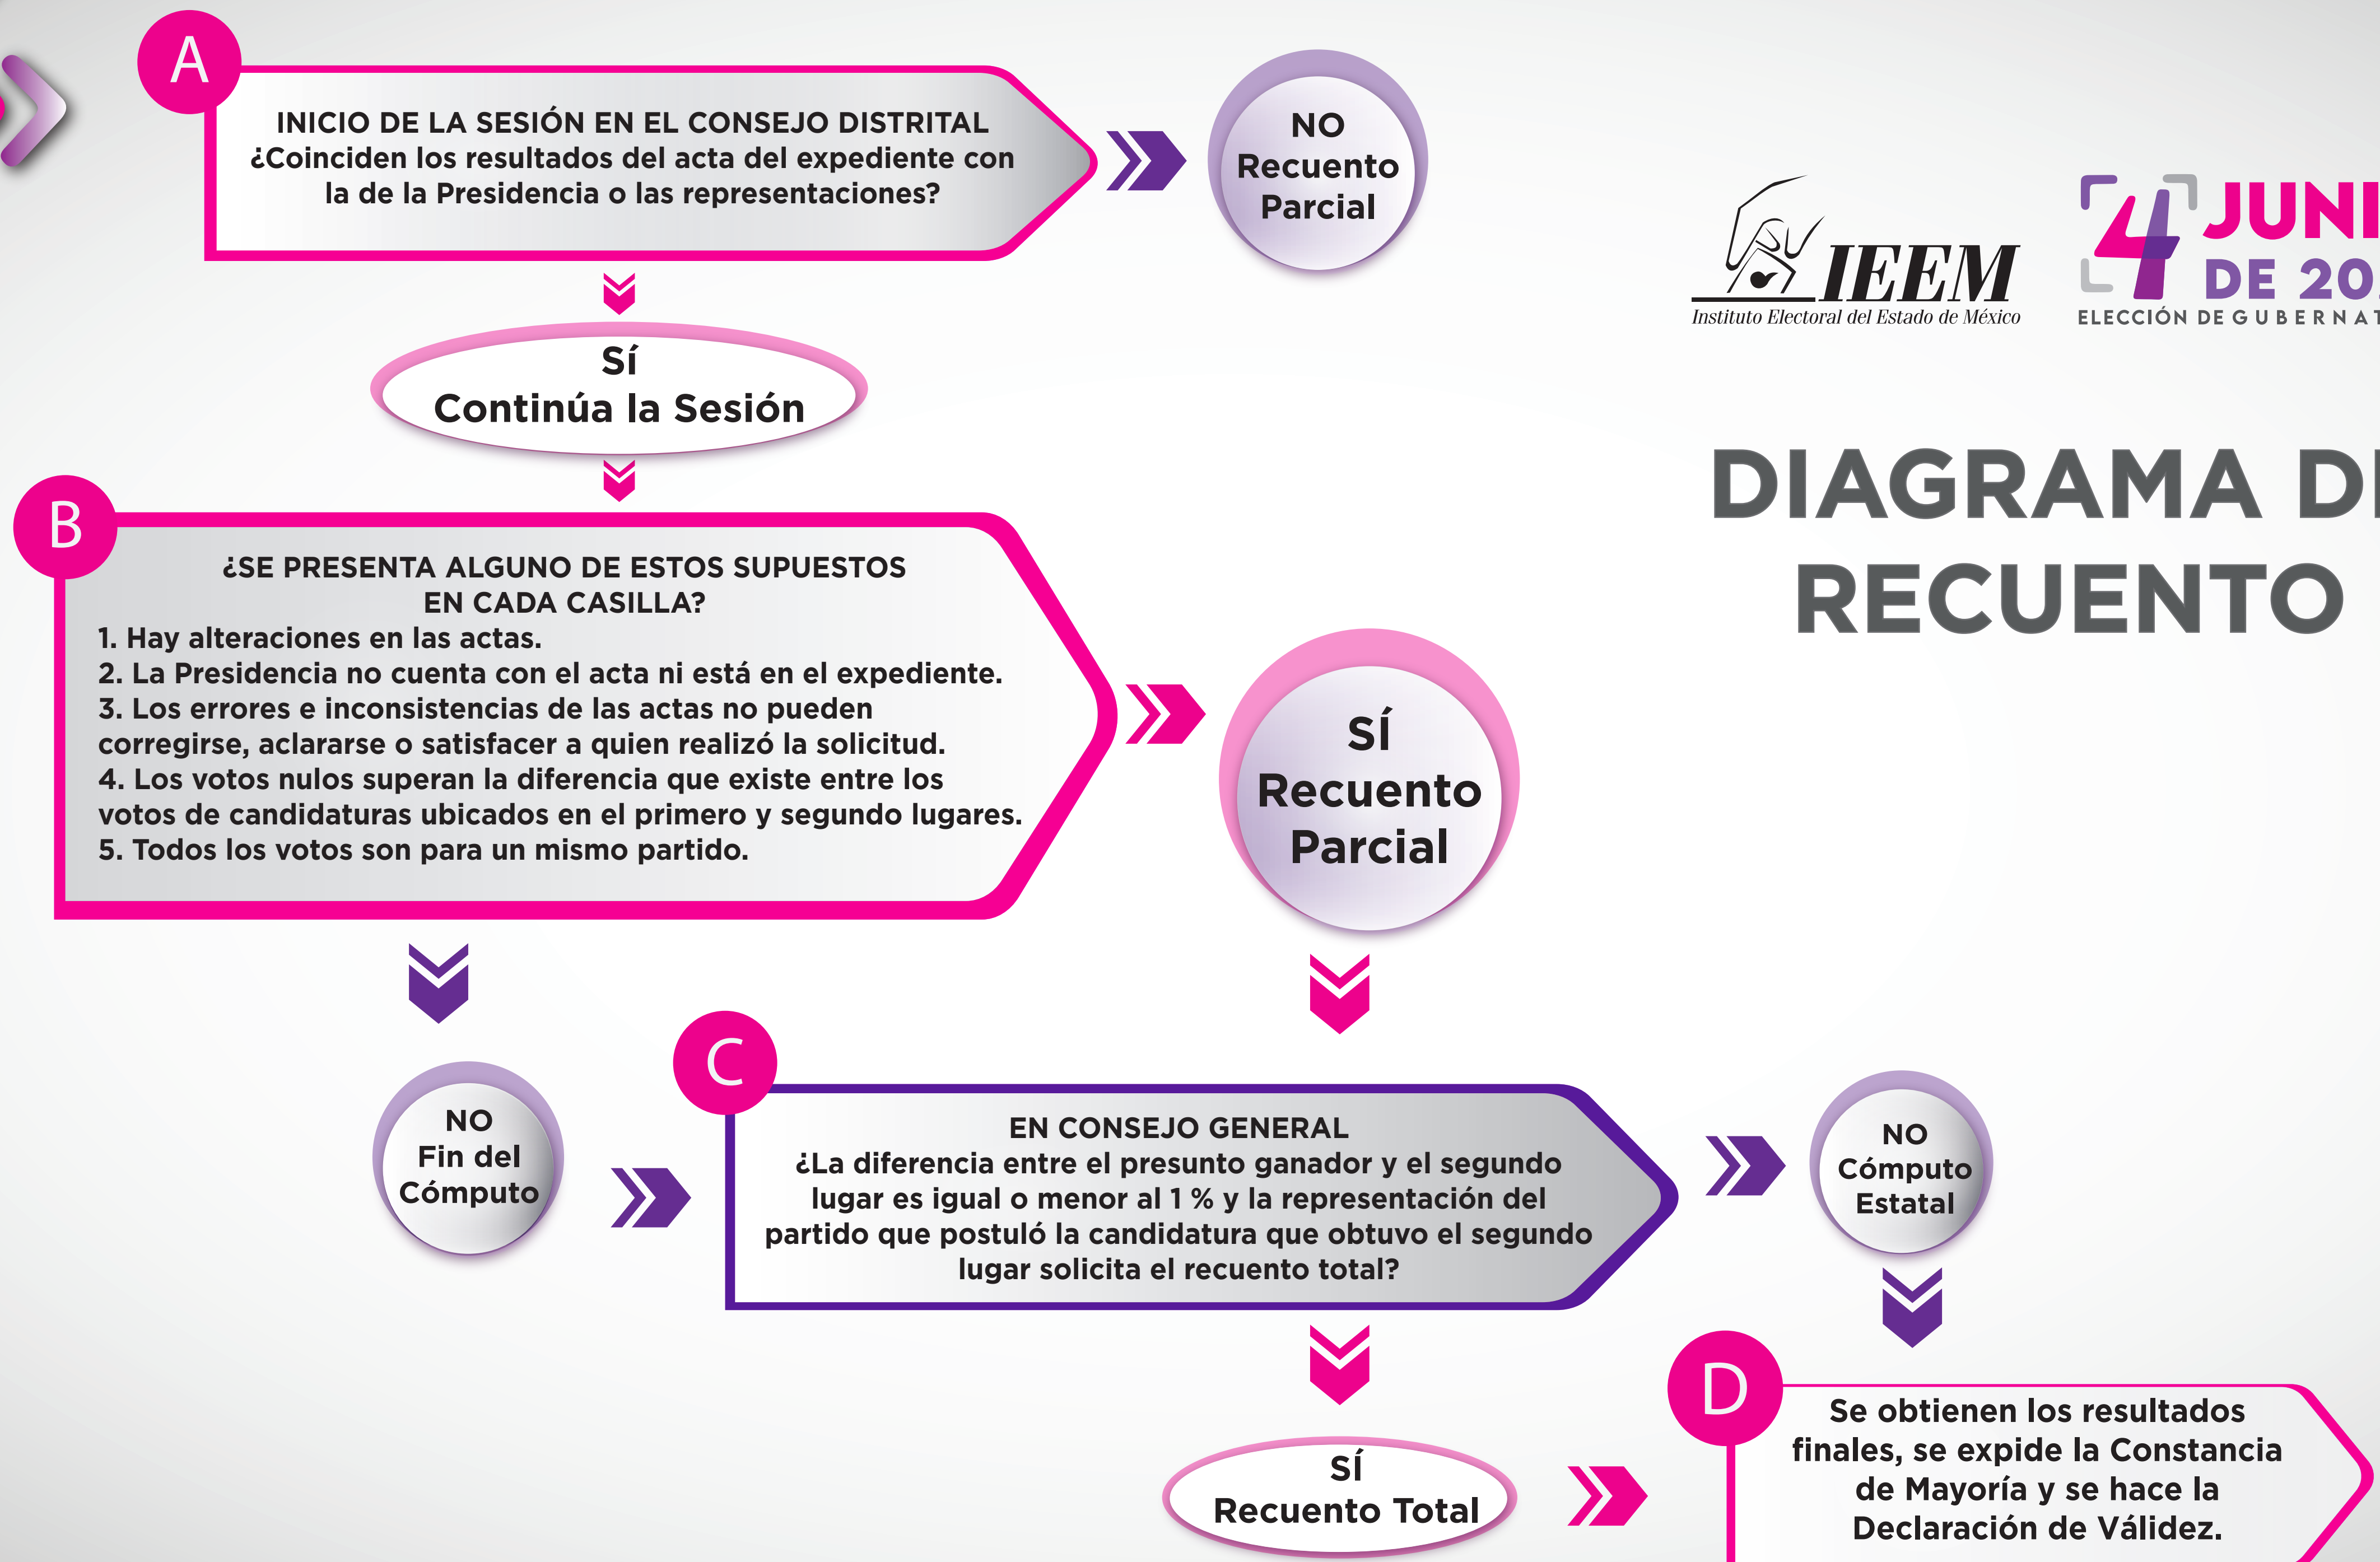 A
INICIO DE LA SESIÓN EN EL CONSEJO DISTRITAL
¿Coinciden los resultados del acta del expediente con
la de la Presidencia o las representaciones?
NO
Recuento
Parcial
IEEM
Instituto Electoral del Estado de México
4 JUNI
DE 20
ELECCIÓN DE GUBERNAT
Sí
Continúa la Sesión
DIAGRAMA DE
RECUENTO
B
¿SE PRESENTA ALGUNO DE ESTOS SUPUESTOS
EN CADA CASILLA?
1. Hay alteraciones en las actas.
2. La Presidencia no cuenta con el acta ni está en el expediente.
3. Los errores e inconsistencias de las actas no pueden
corregirse, aclararse o satisfacer a quien realizó la solicitud.
4. Los votos nulos superan la diferencia que existe entre los
votos de candidaturas ubicados en el primero y segundo lugares.
5. Todos los votos son para un mismo partido.
SÍ
Recuento
Parcial
NO
Fin del
Cómputo
C
EN CONSEJO GENERAL
¿La diferencia entre el presunto ganador y el segundo
lugar es igual o menor al 1 % y la representación del
partido que postuló la candidatura que obtuvo el segundo
lugar solicita el recuento total?
NO
Cómputo
Estatal
SÍ
Recuento Total
D
Se obtienen los resultados
finales, se expide la Constancia
de Mayoría y se hace la
Declaración de Válidez.